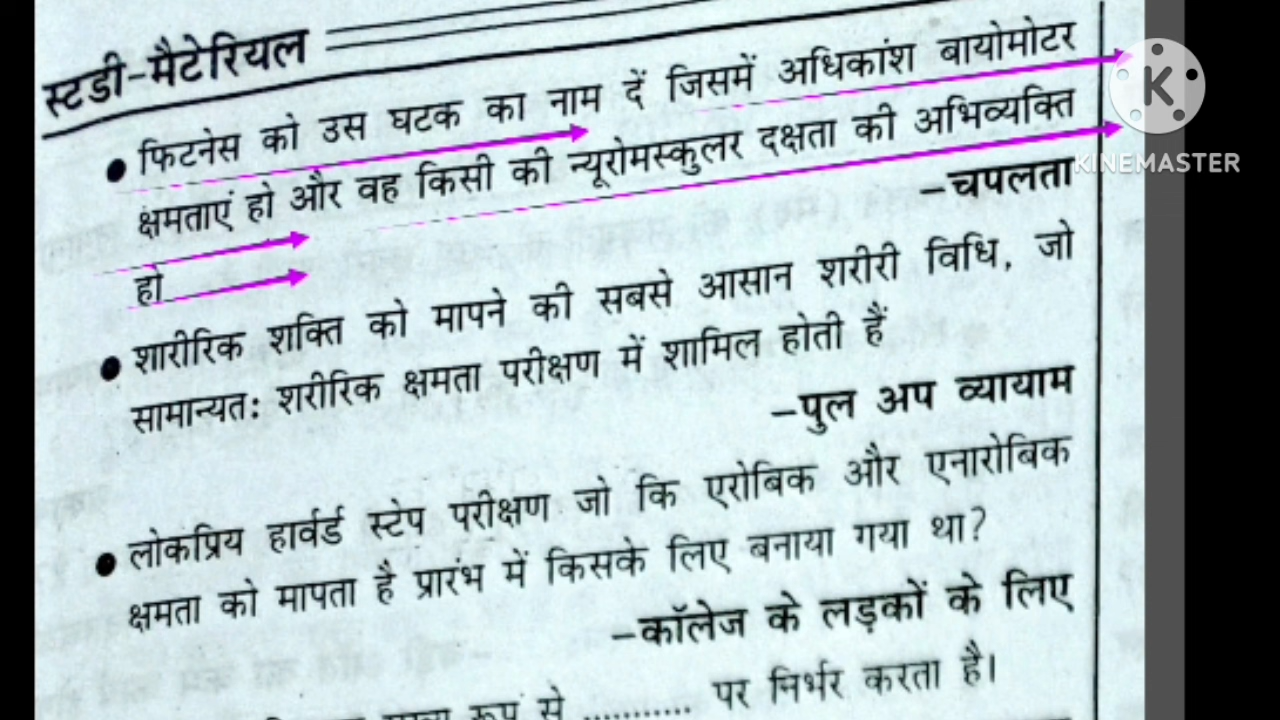 स्टडी-मैटेरियल
● फिटनेस को उस घटक का नाम दें जिसमें अधिकांश बायोमोटर
क्षमताएं हो और वह किसी की न्यूरोमस्कुलर दक्षता की अभिव्यक्ति
हो
–चपलता
● शारीरिक शक्ति को मापने की सबसे आसान शरीरी विधि, जो
सामान्यत: शरीरिक क्षमता परीक्षण में शामिल होती हैं
–पुल अप व्यायाम
● लोकप्रिय हार्वर्ड स्टेप परीक्षण जो कि एरोबिक और एनारोबिक
क्षमता को मापता है प्रारंभ में किसके लिए बनाया गया था?
–कॉलेज के लड़कों के लिए
रूप से ........... पर निर्भर करता है।
K
KINEMASTER